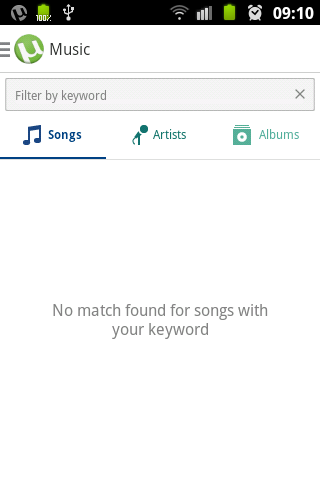 100% 09:10
Music
Filter by keyword
Songs Artists Albums
No match found for songs with
your keyword